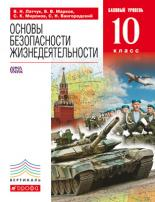 В. Н. Латчук, В. В. Марков,
С. К. Миронов, С. Н. Вангородский
БАЗОВЫЙ УРОВЕНЬ
ОСНОВЫ
БЕЗОПАСНОСТИ
ЖИЗНЕДЕЯТЕЛЬНОСТИ
10
КЛАСС
ВЕРТИКАЛЬ
дрофа